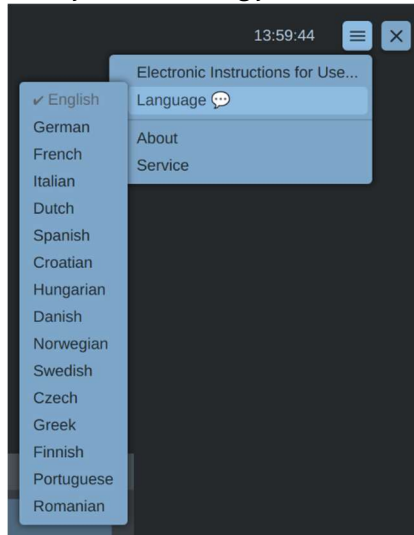 13:59:44
Electronic Instructions for Use...
Language 💬
About
Service
✔ English
German
French
Italian
Dutch
Spanish
Croatian
Hungarian
Danish
Norwegian
Swedish
Czech
Greek
Finnish
Portuguese
Romanian